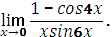 lim x→0 (1 − cos4x) / (xsin6x).